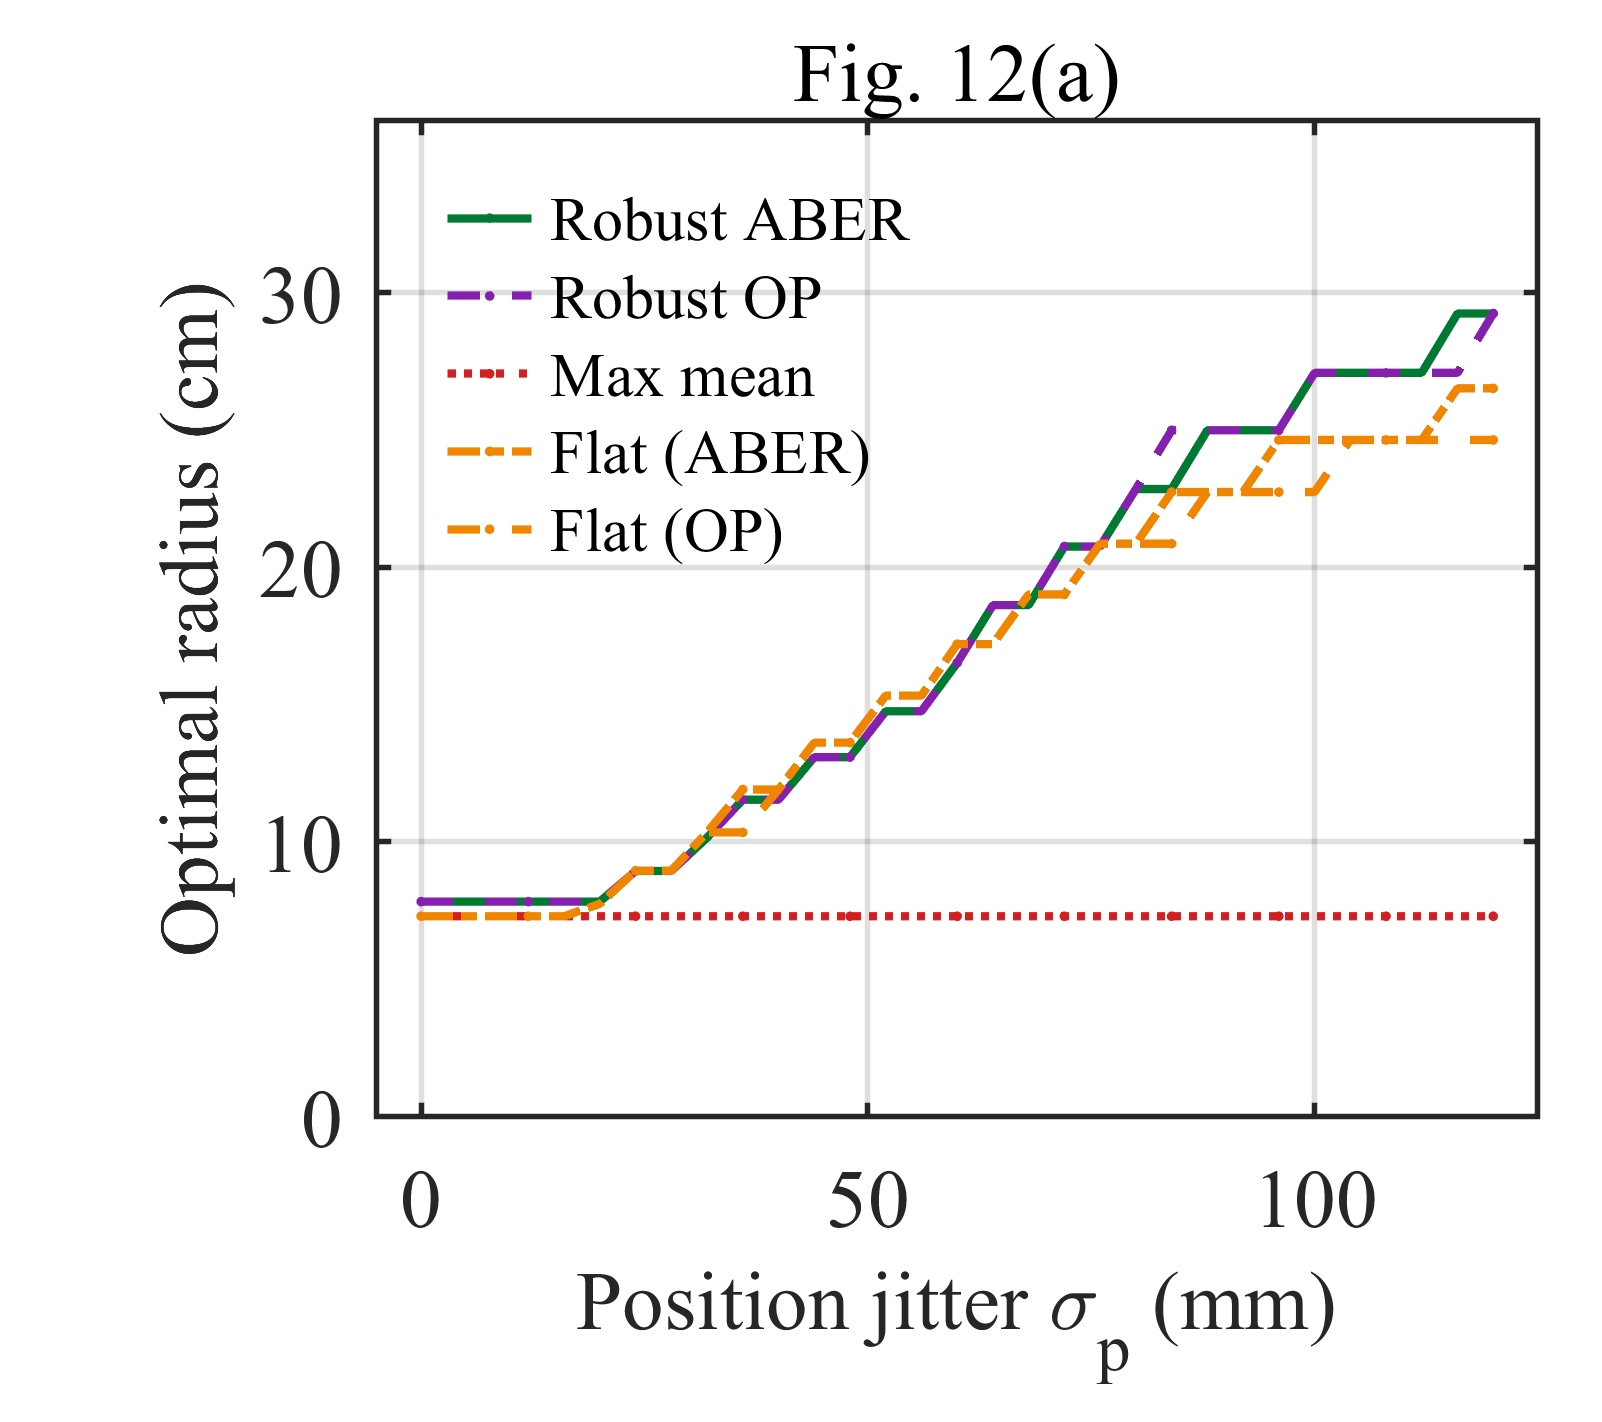 Fig. 12(a)
Robust ABER
Robust OP
Max mean
Flat (ABER)
Flat (OP)
Optimal radius (cm)
30
20
10
0
0 50 100
Position jitter σp (mm)